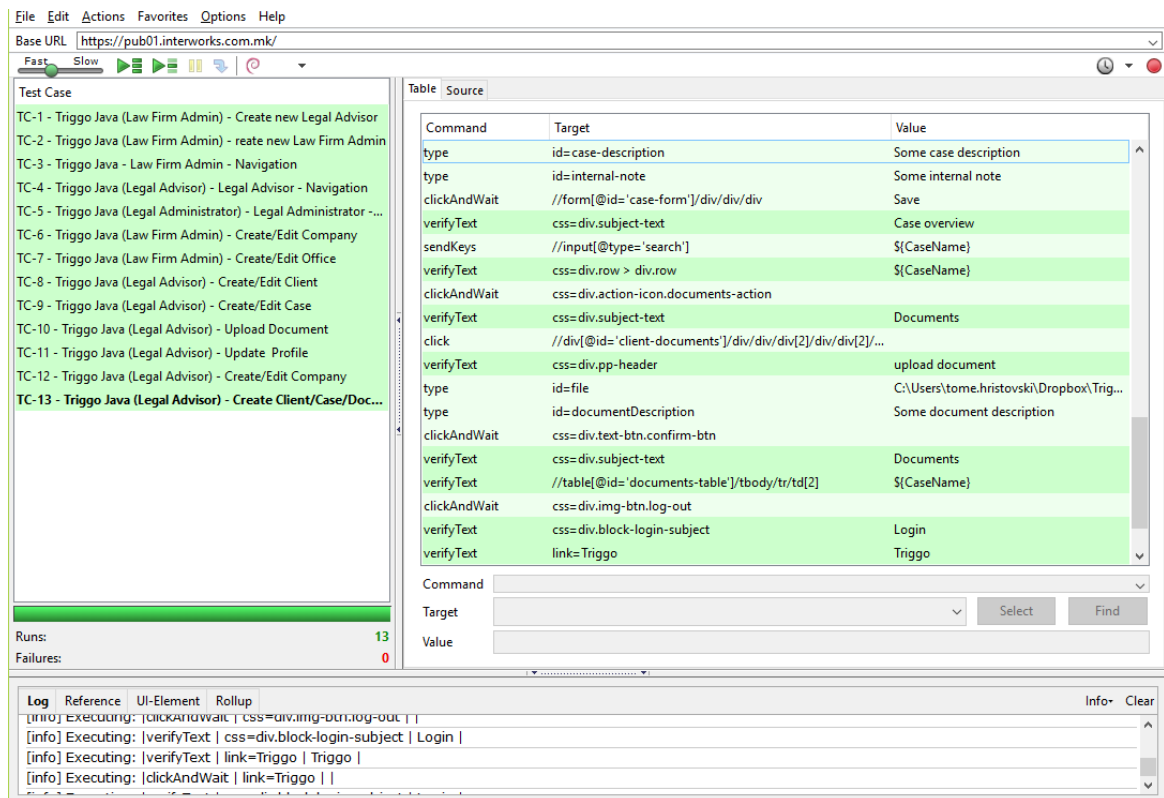 File Edit Actions Favorites Options Help
Base URL https://pub01.interworks.com.mk/
Fast Slow
Test Case
TC-1 - Triggo Java (Law Firm Admin) - Create new Legal Advisor
TC-2 - Triggo Java (Law Firm Admin) - reate new Law Firm Admin
TC-3 - Triggo Java - Law Firm Admin - Navigation
TC-4 - Triggo Java (Legal Advisor) - Legal Advisor - Navigation
TC-5 - Triggo Java (Legal Administrator) - Legal Administrator -...
TC-6 - Triggo Java (Law Firm Admin) - Create/Edit Company
TC-7 - Triggo Java (Law Firm Admin) - Create/Edit Office
TC-8 - Triggo Java (Legal Advisor) - Create/Edit Client
TC-9 - Triggo Java (Legal Advisor) - Create/Edit Case
TC-10 - Triggo Java (Legal Advisor) - Upload Document
TC-11 - Triggo Java (Legal Advisor) - Update Profile
TC-12 - Triggo Java (Legal Advisor) - Create/Edit Company
TC-13 - Triggo Java (Legal Advisor) - Create Client/Case/Doc...
Runs: 13
Failures: 0
Table Source
Command Target Value
type id=case-description Some case description
type id=internal-note Some internal note
clickAndWait //form[@id='case-form']/div/div/div Save
verifyText css=div.subject-text Case overview
sendKeys //input[@type='search'] ${CaseName}
verifyText css=div.row > div.row ${CaseName}
clickAndWait css=div.action-icon.documents-action
verifyText css=div.subject-text Documents
click //div[@id='client-documents']/div/div/div[2]/div/div[2]/...
verifyText css=div.pp-header upload document
type id=file C:\Users\tome.hristovski\Dropbox\Trig...
type id=documentDescription Some document description
clickAndWait css=div.text-btn.confirm-btn
verifyText css=div.subject-text Documents
verifyText //table[@id='documents-table']/tbody/tr/td[2] ${CaseName}
clickAndWait css=div.img-btn.log-out
verifyText css=div.block-login-subject Login
verifyText link=Triggo Triggo
Command
Target Select Find
Value
Log Reference UI-Element Rollup Info Clear
[info] Executing: |clickAndWait | css=div.img-btn.log-out | |
[info] Executing: |verifyText | css=div.block-login-subject | Login |
[info] Executing: |verifyText | link=Triggo | Triggo |
[info] Executing: |clickAndWait | link=Triggo | |